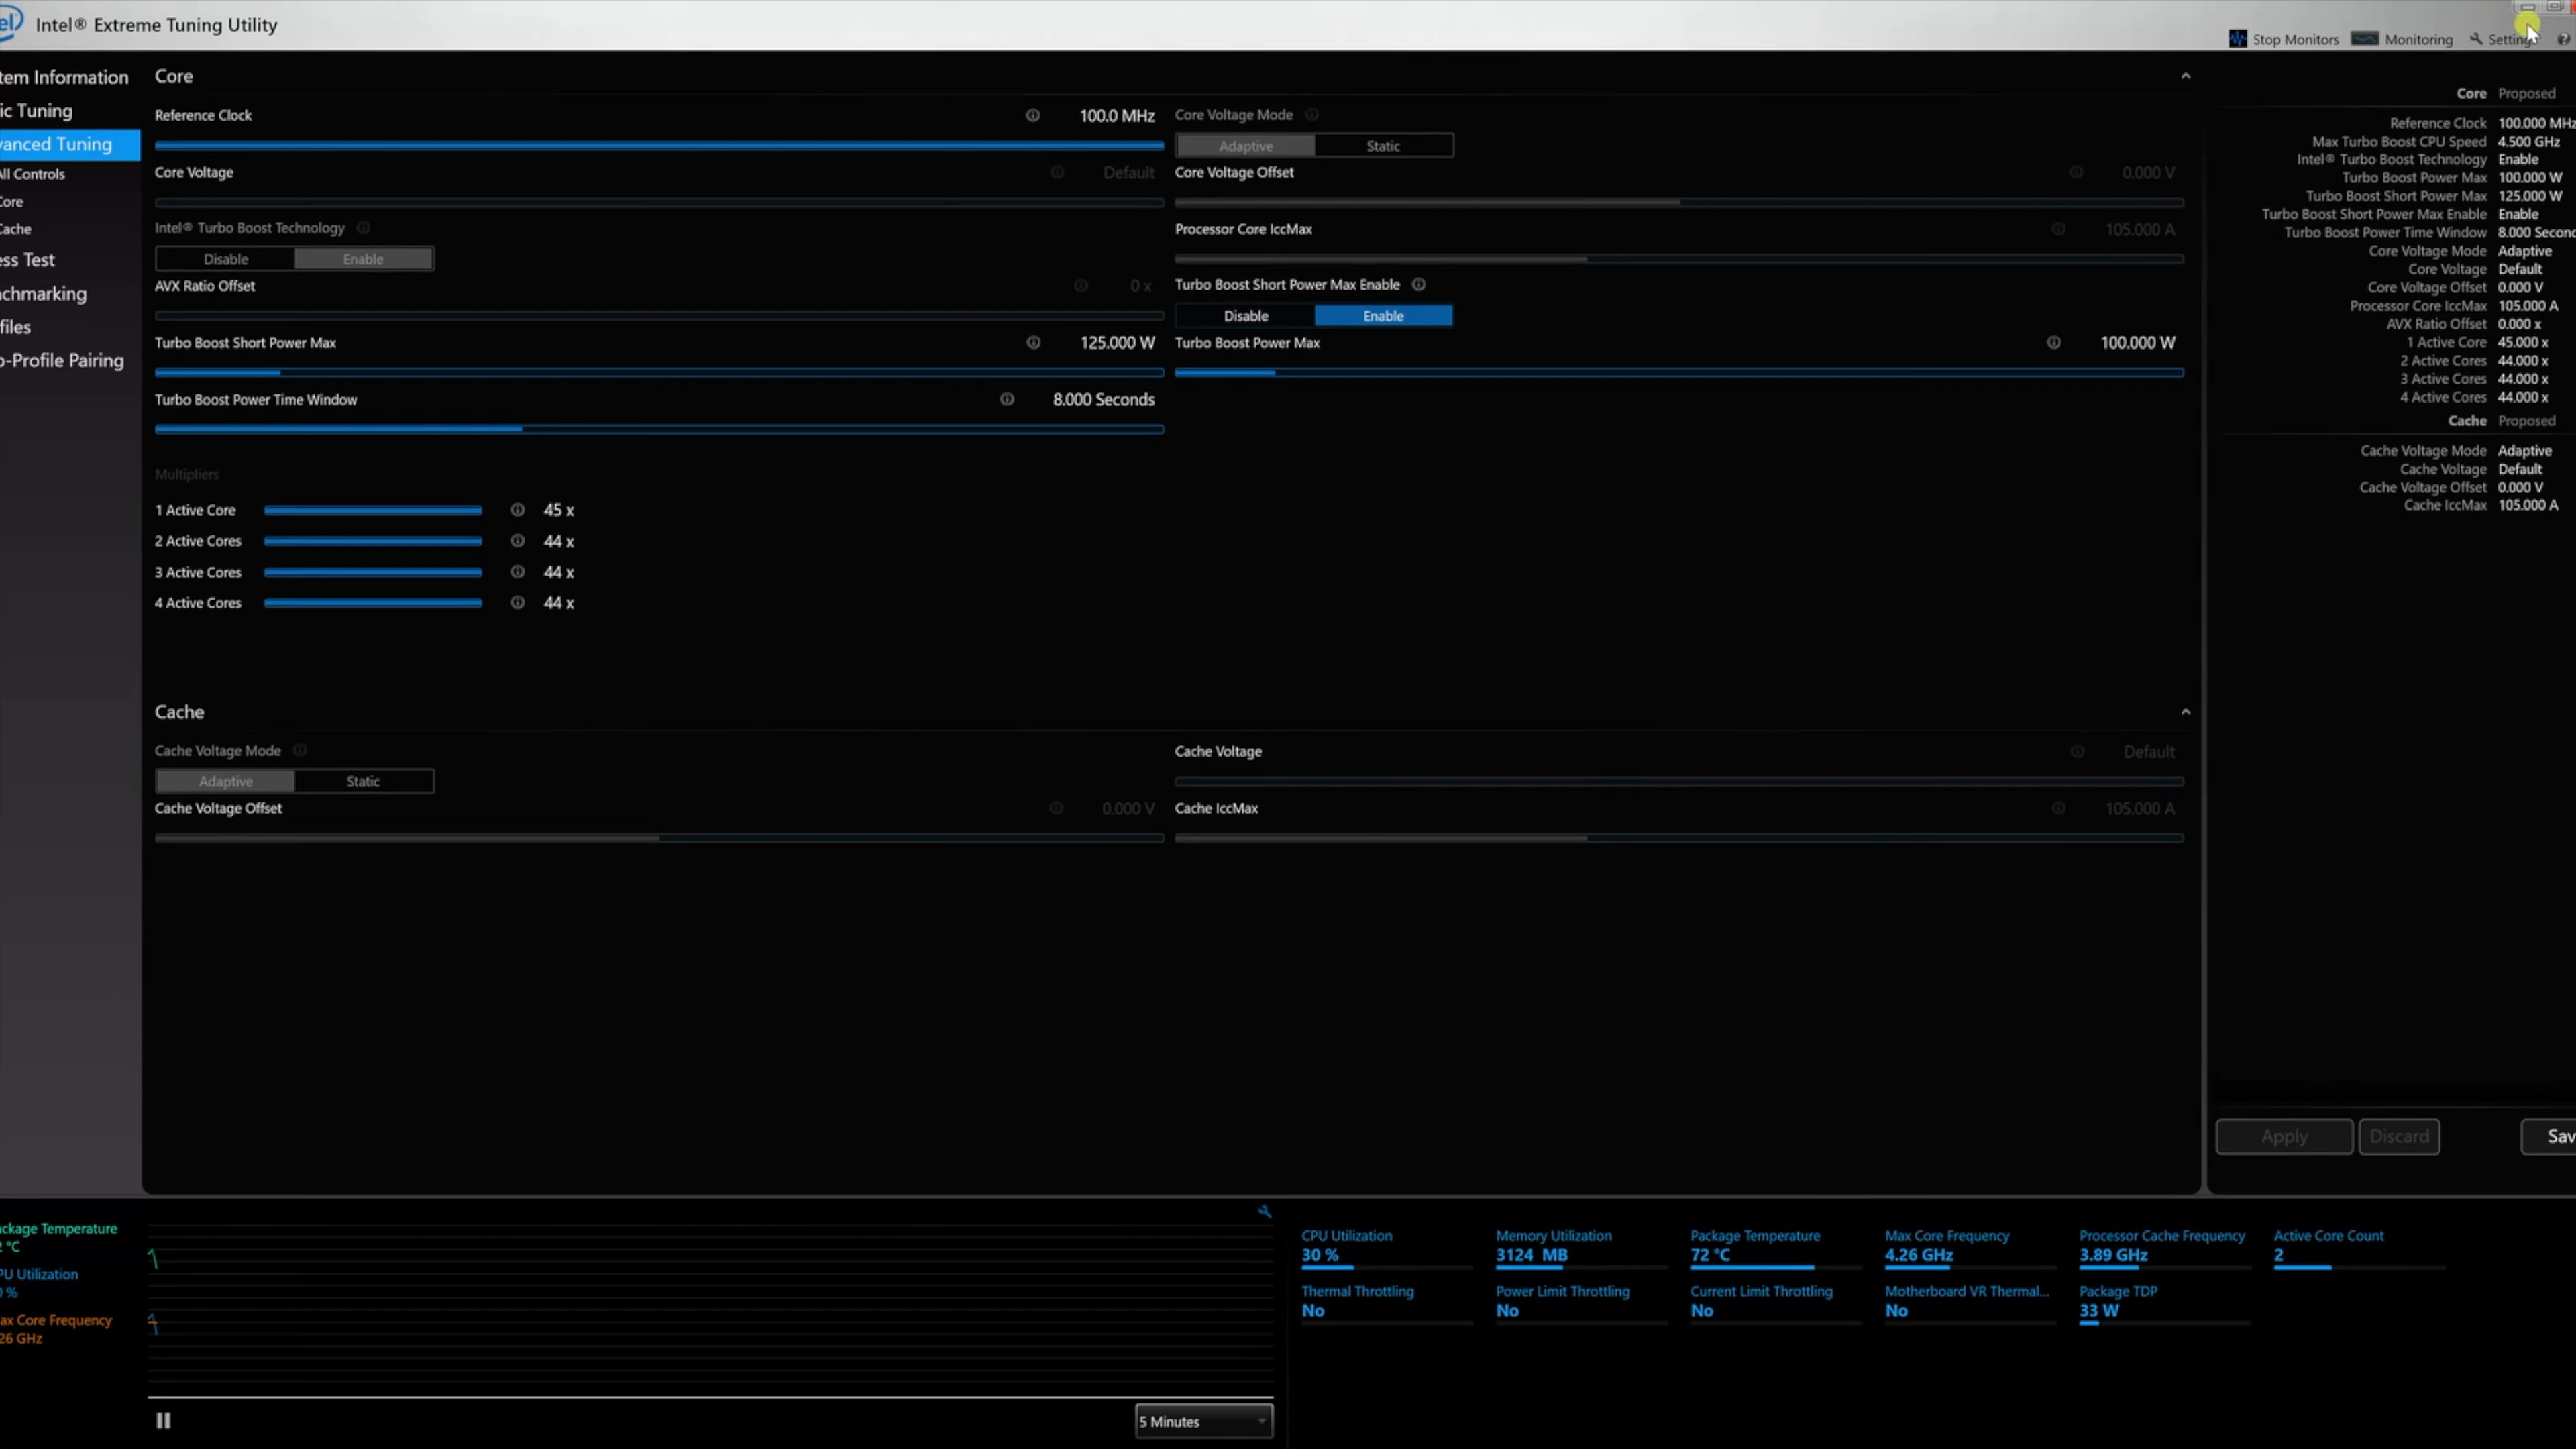 el Intel® Extreme Tuning Utility
Stop Monitors Monitoring Settings
tem Information
ic Tuning
vanced Tuning
All Controls
Core
Cache
ess Test
nchmarking
files
p-Profile Pairing
Core
Reference Clock 100.0 MHz
Core Voltage Mode
Adaptive Static
Core Voltage Default
Core Voltage Offset 0.000 V
Intel® Turbo Boost Technology
Disable Enable
Processor Core IccMax 105.000 A
AVX Ratio Offset 0 x
Turbo Boost Short Power Max Enable
Disable Enable
Turbo Boost Short Power Max 125.000 W
Turbo Boost Power Max 100.000 W
Turbo Boost Power Time Window 8.000 Seconds
Multipliers
1 Active Core 45 x
2 Active Cores 44 x
3 Active Cores 44 x
4 Active Cores 44 x
Cache
Cache Voltage Mode
Adaptive Static
Cache Voltage Default
Cache Voltage Offset 0.000 V
Cache IccMax 105.000 A
Core Proposed
Reference Clock 100.000 MHz
Max Turbo Boost CPU Speed 4.500 GHz
Intel® Turbo Boost Technology Enable
Turbo Boost Power Max 100.000 W
Turbo Boost Short Power Max 125.000 W
Turbo Boost Short Power Max Enable Enable
Turbo Boost Power Time Window 8.000 Secon
Core Voltage Mode Adaptive
Core Voltage Default
Core Voltage Offset 0.000 V
Processor Core IccMax 105.000 A
AVX Ratio Offset 0.000 x
1 Active Core 45.000 x
2 Active Cores 44.000 x
3 Active Cores 44.000 x
4 Active Cores 44.000 x
Cache Proposed
Cache Voltage Mode Adaptive
Cache Voltage Default
Cache Voltage Offset 0.000 V
Cache IccMax 105.000 A
Apply Discard Sav
ackage Temperature
2 °C
PU Utilization
0 %
ax Core Frequency
26 GHz
5 Minutes
CPU Utilization
30 %
Memory Utilization
3124 MB
Package Temperature
72 °C
Max Core Frequency
4.26 GHz
Processor Cache Frequency
3.89 GHz
Active Core Count
2
Thermal Throttling
No
Power Limit Throttling
No
Current Limit Throttling
No
Motherboard VR Thermal...
No
Package TDP
33 W